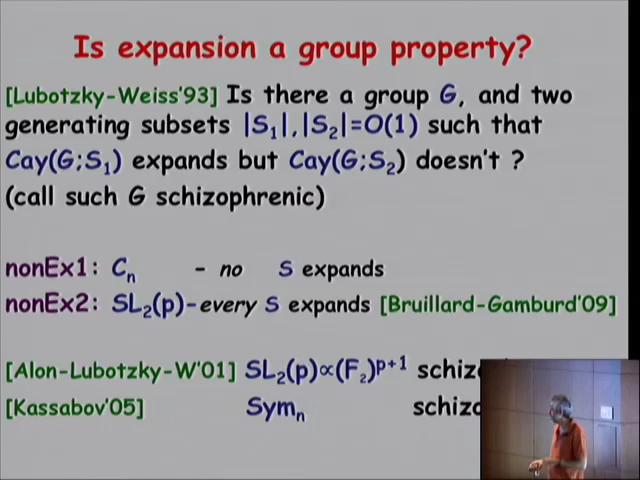 Is expansion a group property?
[Lubotzky-Weiss'93] Is there a group G, and two
generating subsets |S₁|,|S₂|=O(1) such that
Cay(G;S₁) expands but Cay(G;S₂) doesn't ?
(call such G schizophrenic)
nonEx1: Cₙ - no S expands
nonEx2: SL₂(p)-every S expands [Bruillard-Gamburd'09]
[Alon-Lubotzky-W'01] SL₂(p)∝(F₂)ᵖ⁺¹
[Kassabov'05] Symₙ